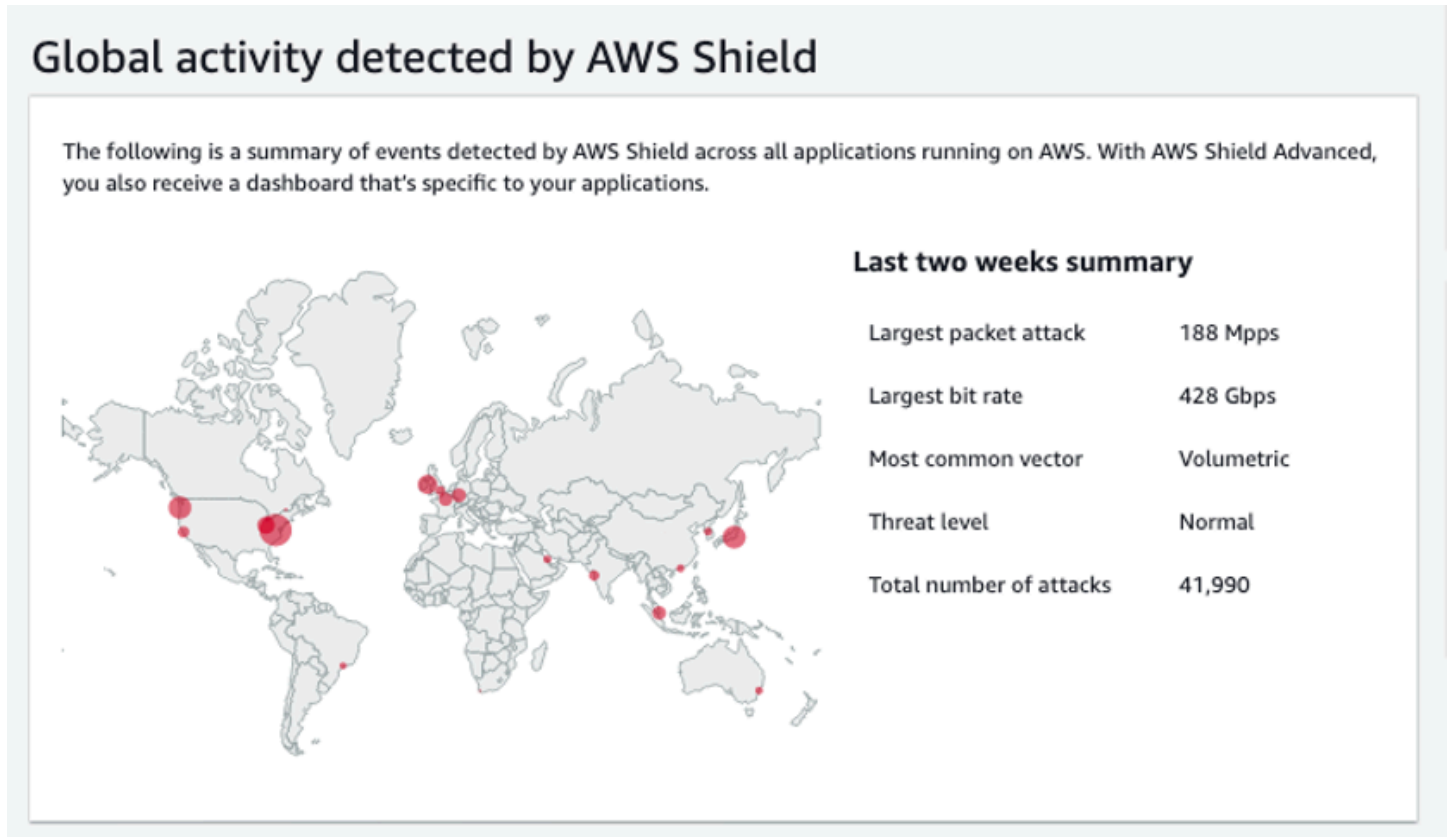 Global activity detected by AWS Shield
The following is a summary of events detected by AWS Shield across all applications running on AWS. With AWS Shield Advanced,
you also receive a dashboard that's specific to your applications.
Last two weeks summary
Largest packet attack 188 Mpps
Largest bit rate 428 Gbps
Most common vector Volumetric
Threat level Normal
Total number of attacks 41,990